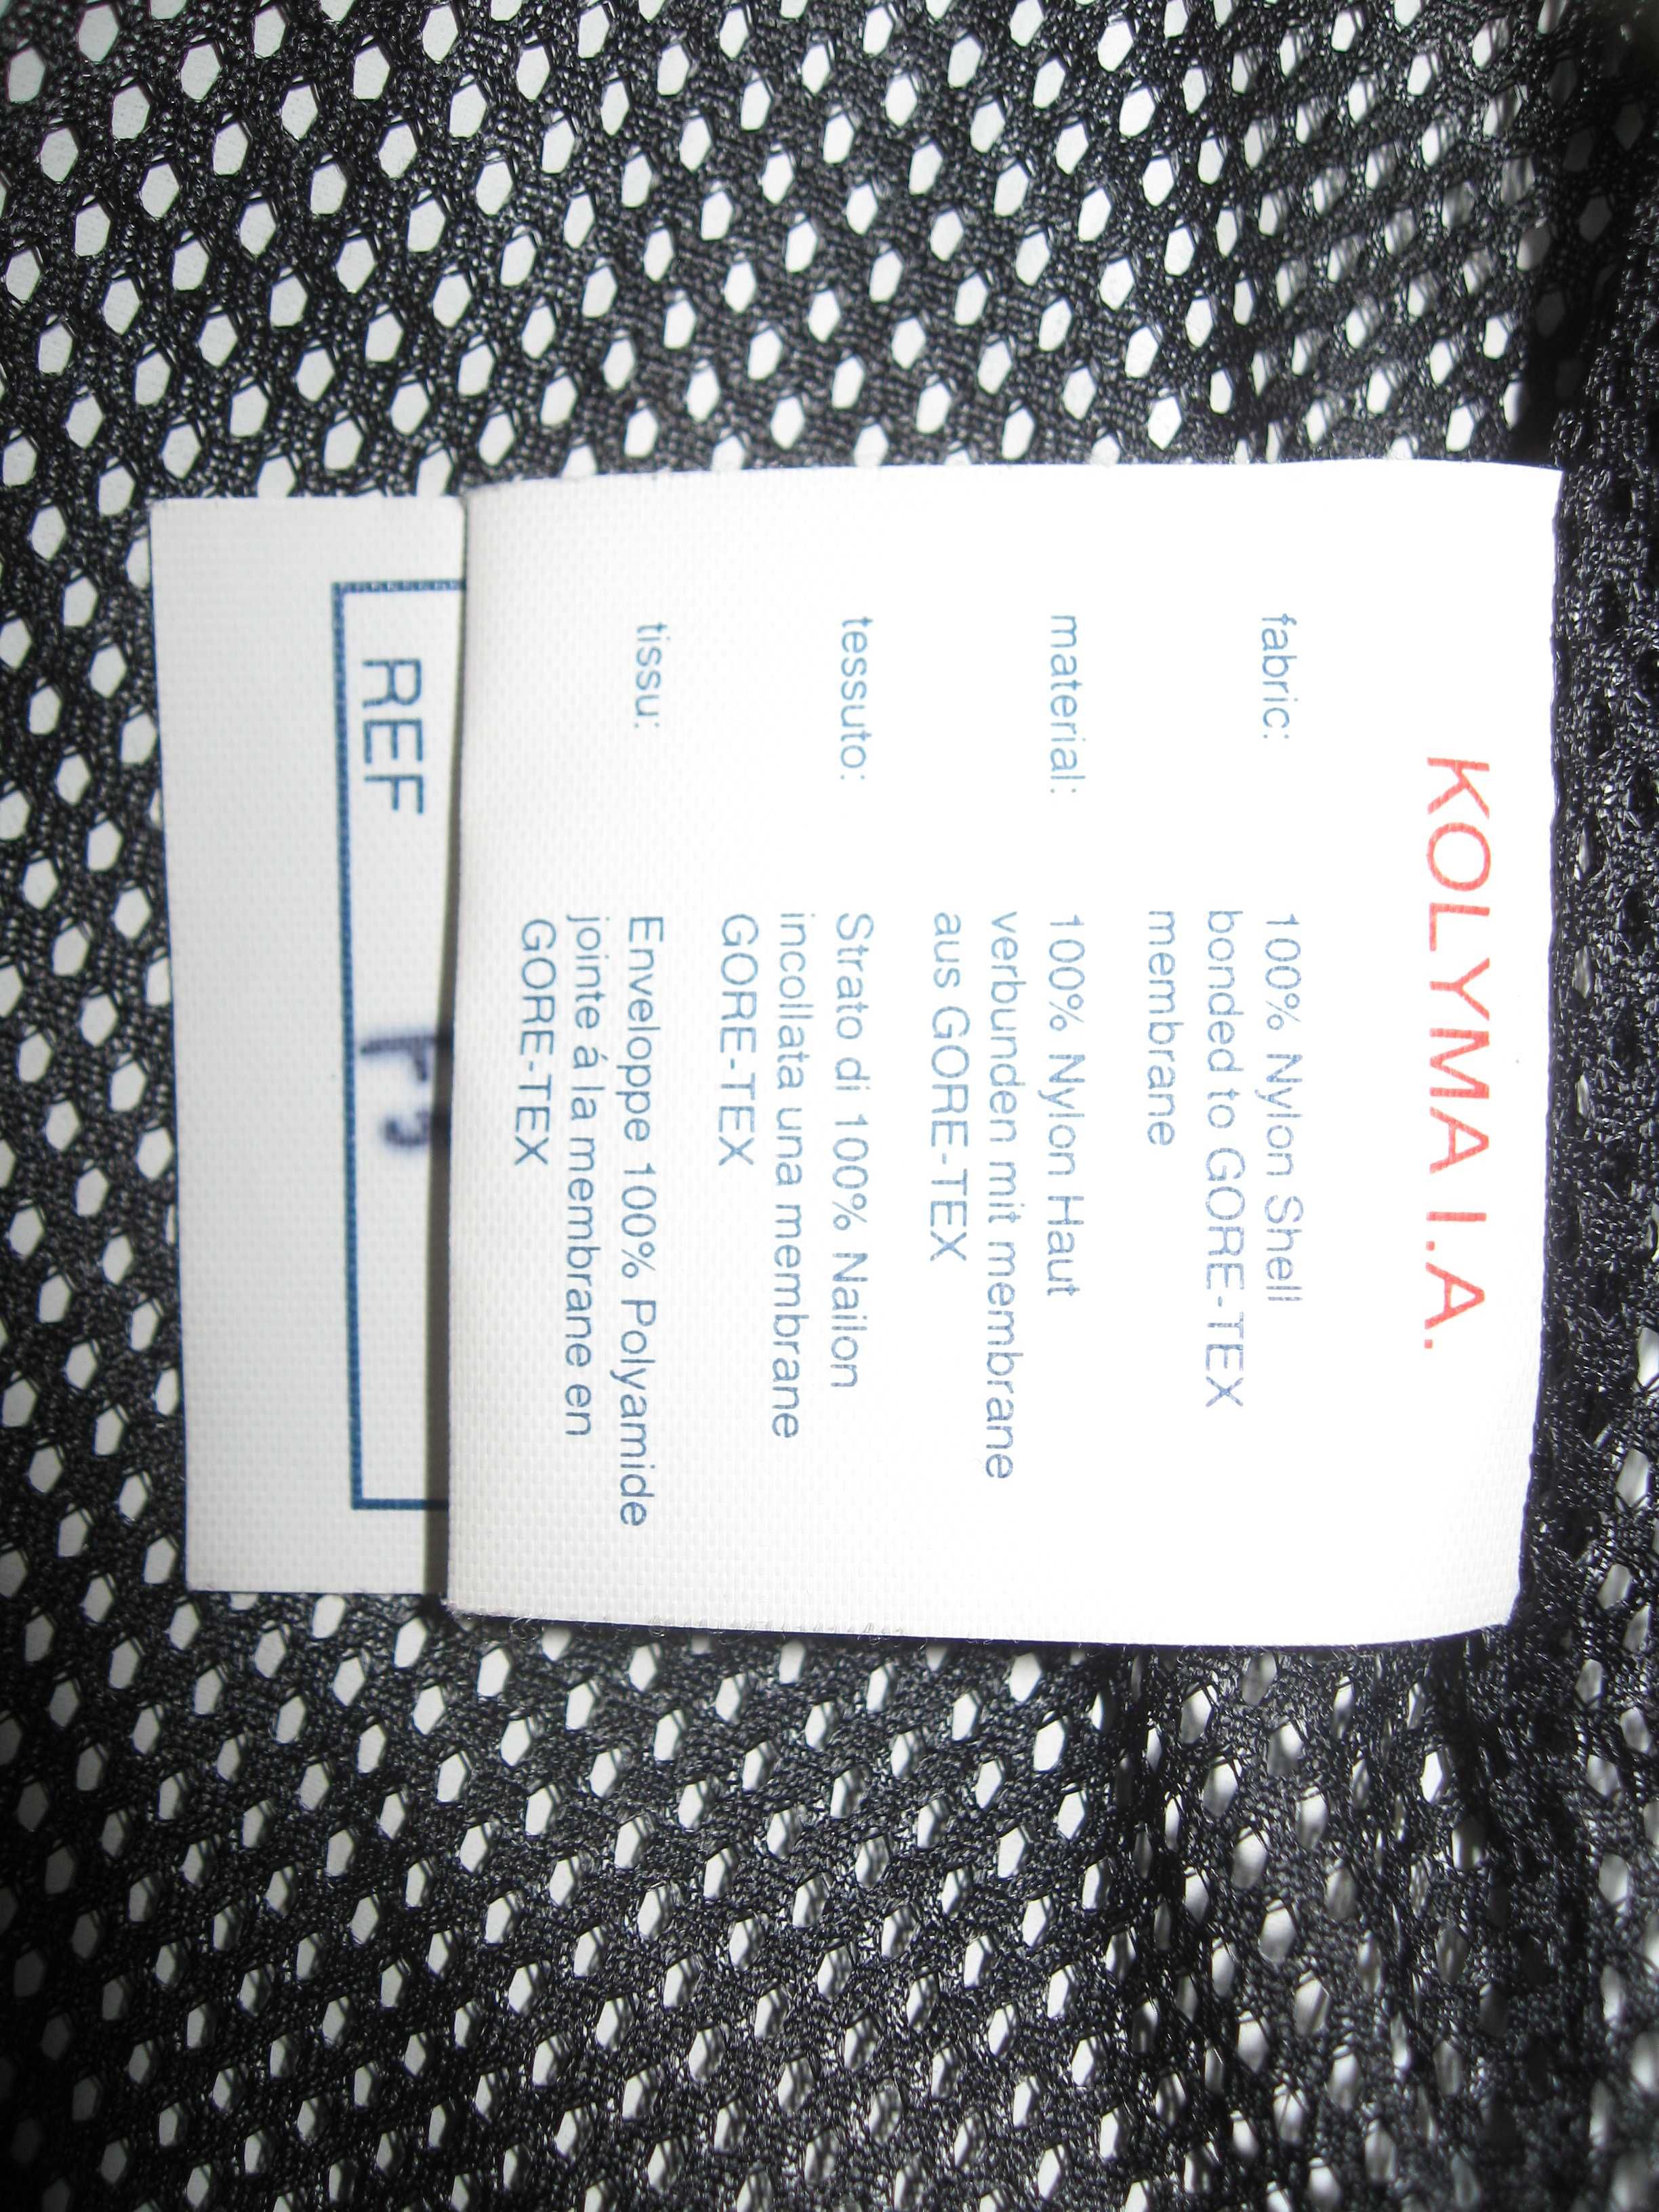 KOLYMA I.A.
fabric: 100% Nylon Shell
bonded to GORE-TEX
membrane
material: 100% Nylon Haut
verbunden mit membrane
aus GORE-TEX
tessuto: Strato di 100% Nailon
incollata una membrane
GORE-TEX
tissu: Enveloppe 100% Polyamide
jointe á la membrane en
GORE-TEX
REF